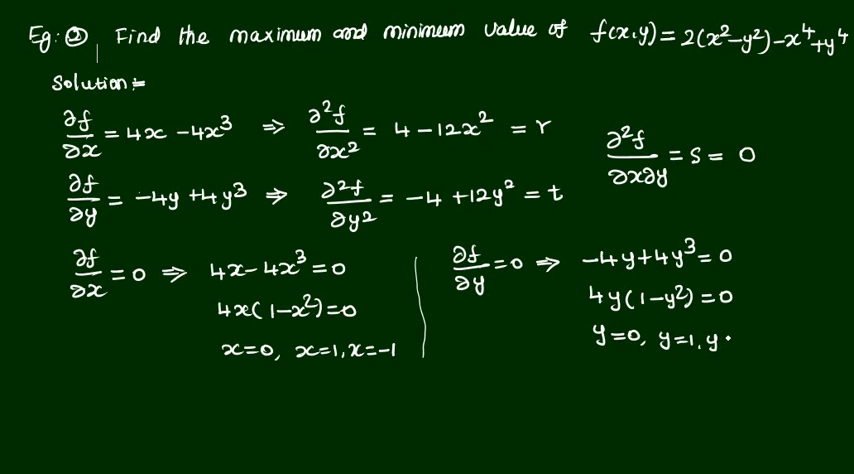 Eg: ② Find the maximum and minimum value of f(x,y) = 2(x²-y²)-x⁴+y⁴
Solution:=
∂f/∂x = 4x - 4x³ ⇒ ∂²f/∂x² = 4 - 12x² = r
∂²f/∂x∂y = s = 0
∂f/∂y = -4y + 4y³ ⇒ ∂²f/∂y² = -4 + 12y² = t
∂f/∂x = 0 ⇒ 4x - 4x³ = 0
4x(1-x²) = 0
x=0, x=1, x=-1
∂f/∂y = 0 ⇒ -4y + 4y³ = 0
4y(1-y²) = 0
y=0, y=1, y